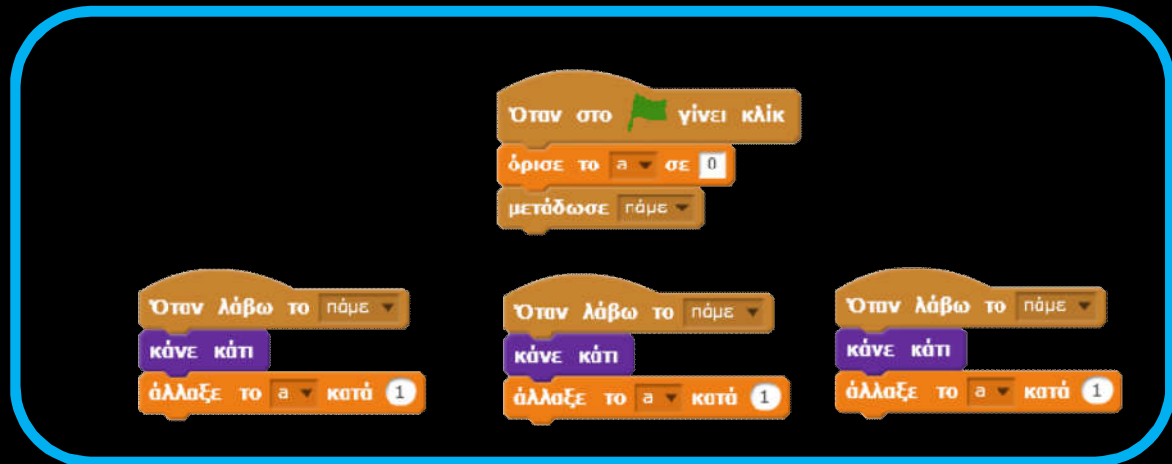 Όταν στο γίνει κλίκ
όρισε το a σε 0
μετάδωσε πάμε
Όταν λάβω το πάμε
κάνε κάτι
άλλαξε το a κατά 1
Όταν λάβω το πάμε
κάνε κάτι
άλλαξε το a κατά 1
Όταν λάβω το πάμε
κάνε κάτι
άλλαξε το a κατά 1